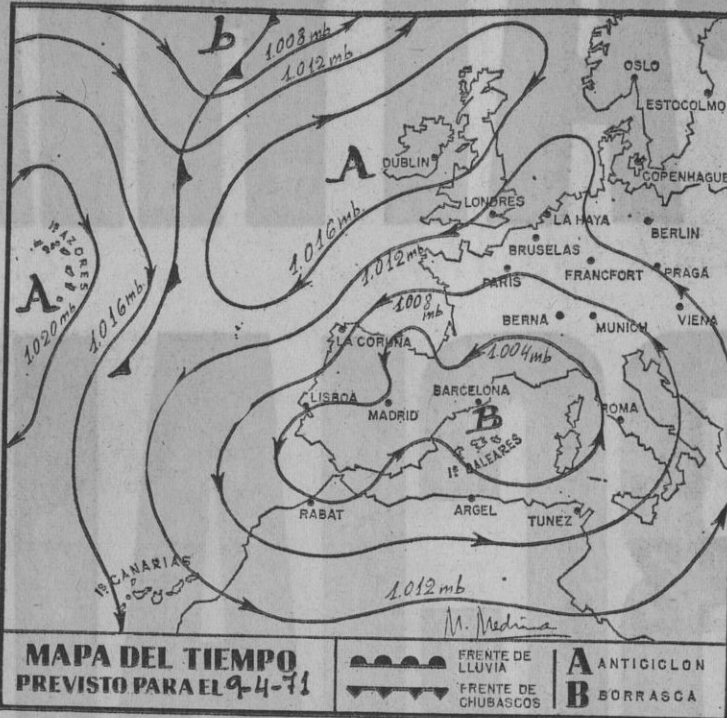 b
1.008 mb
1.012 mb
OSLO
ESTOCOLMO
A
DUBLIN
COPENHAGUE
LONDRES
LA HAYA
BERLIN
Iˢ AZORES
1.016 mb
BRUSELAS
A
1.012 mb
PARIS
FRANCFORT
PRAGA
1.020 mb
1.016 mb
1.008 mb
BERNA
MUNICH
VIENA
LA CORUÑA
1.004 mb
LISBOA
MADRID
BARCELONA
ROMA
B
Iˢ BALEARES
RABAT
ARGEL
TUNEZ
Iˢ CANARIAS
1.012 mb
M. Medina
MAPA DEL TIEMPO
PREVISTO PARA EL 9-4-71
FRENTE DE
LLUVIA
FRENTE DE
CHUBASCOS
A ANTICICLON
B BORRASCA